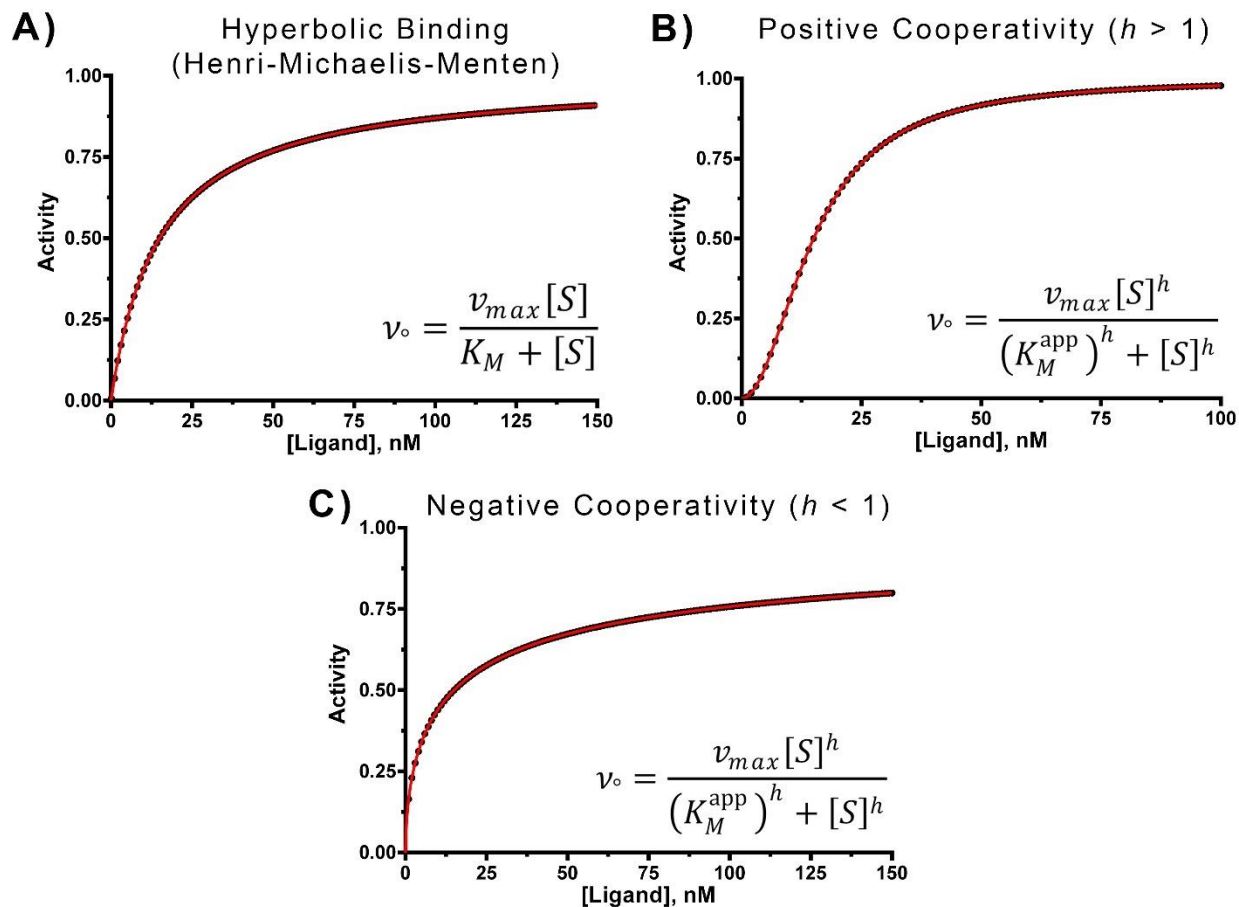 A)
Hyperbolic Binding
(Henri-Michaelis-Menten)
1.00
0.75
0.50
0.25
0.00
Activity
0 25 50 75 100 125 150
[Ligand], nM
ν∘ = v_max[S] / (K_M + [S])
B)
Positive Cooperativity (h > 1)
1.00
0.75
0.50
0.25
0.00
Activity
0 25 50 75 100
[Ligand], nM
ν∘ = v_max[S]^h / ((K_M^app)^h + [S]^h)
C)
Negative Cooperativity (h < 1)
1.00
0.75
0.50
0.25
0.00
Activity
0 25 50 75 100 125 150
[Ligand], nM
ν∘ = v_max[S]^h / ((K_M^app)^h + [S]^h)